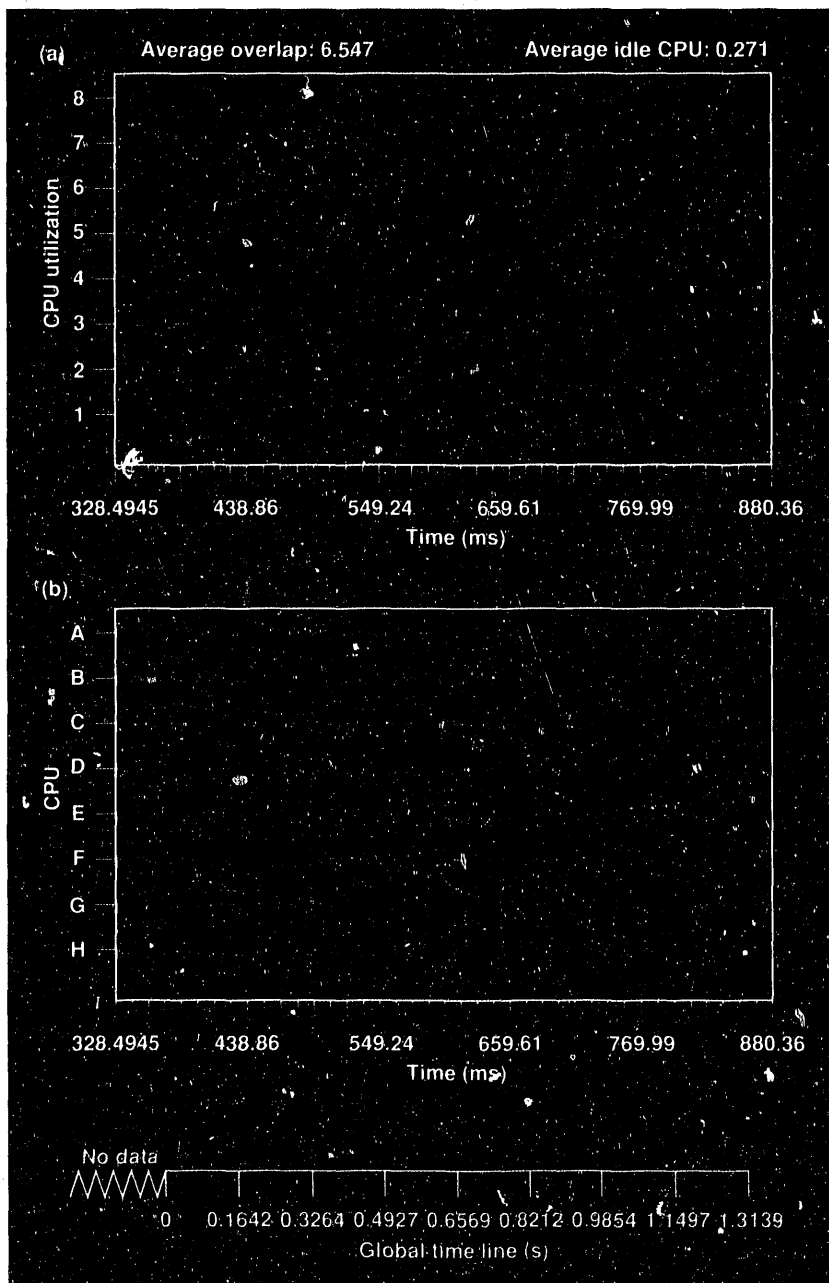 (a) Average overlap: 6.547 Average idle CPU: 0.271
8
7
6
5
4
3
2
1
CPU utilization
328.4945 438.86 549.24 659.61 769.99 880.36
Time (ms)
(b)
A
B
C
D
E
F
G
H
CPU
328.4945 438.86 549.24 659.61 769.99 880.36
Time (ms)
No data
0 0.1642 0.3264 0.4927 0.6569 0.8212 0.9854 1.1497 1.3139
Global time line (s)